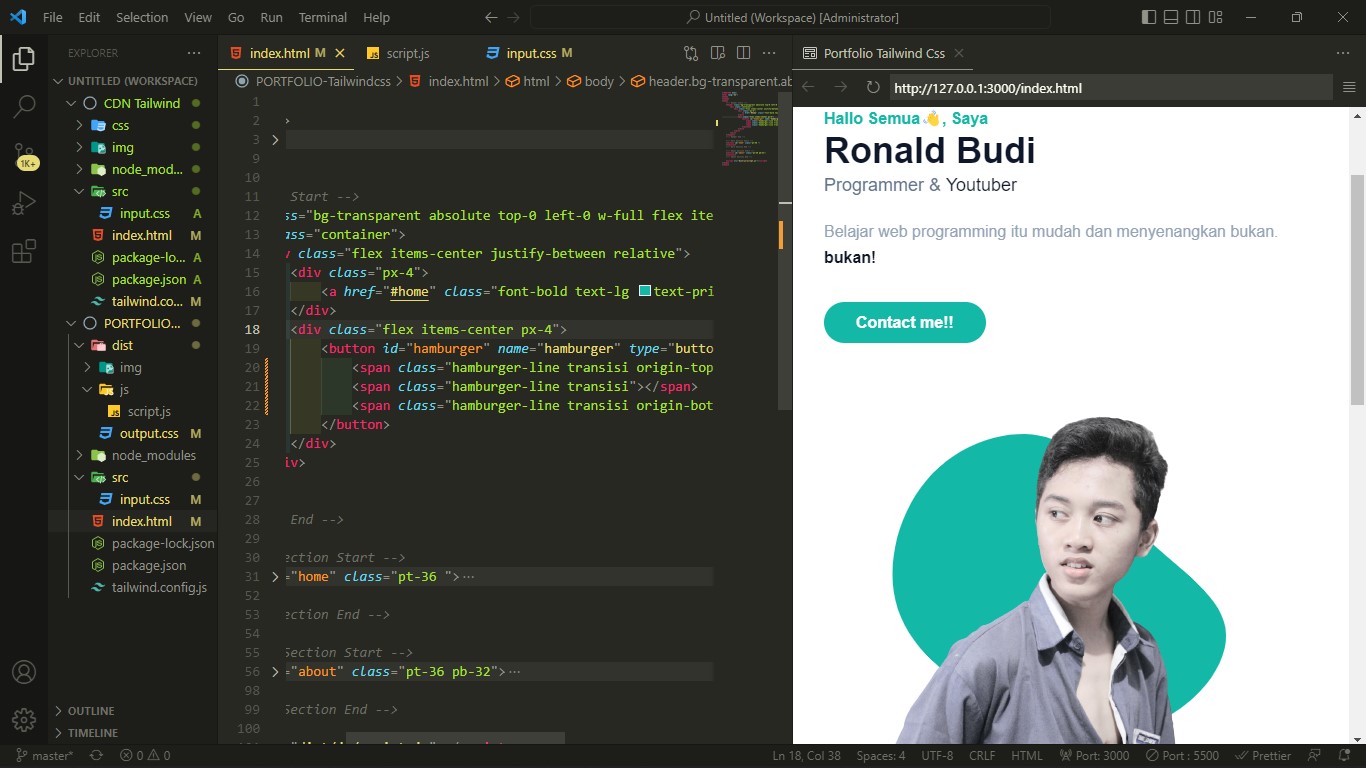 File Edit Selection View Go Run Terminal Help
Untitled (Workspace) [Administrator]
EXPLORER
UNTITLED (WORKSPACE)
CDN Tailwind
css
img
node_mod...
src
input.css A
index.html M
package-lo... A
package.json A
tailwind.co... M
PORTFOLIO...
dist
img
js
script.js
output.css M
node_modules
src
input.css M
index.html M
package-lock.json
package.json
tailwind.config.js
OUTLINE
TIMELINE
1K+
index.html M
script.js
input.css M
PORTFOLIO-Tailwindcss > index.html > html > body > header.bg-transparent.ab
1
2 >
3
9
10
11 Start -->
12 ss="bg-transparent absolute top-0 left-0 w-full flex ite
13 ass="container">
14 v class="flex items-center justify-between relative">
15 <div class="px-4">
16 <a href="#home" class="font-bold text-lg text-pri
17 </div>
18 <div class="flex items-center px-4">
19 <button id="hamburger" name="hamburger" type="butto
20 <span class="hamburger-line transisi origin-top
21 <span class="hamburger-line transisi"></span>
22 <span class="hamburger-line transisi origin-bot
23 </button>
24 </div>
25 iv>
26
27
28 End -->
29
30 ection Start -->
31 ="home" class="pt-36 ">...
52
53 ection End -->
54
55 Section Start -->
56 ="about" class="pt-36 pb-32">...
98
99 Section End -->
100
Portfolio Tailwind Css
http://127.0.0.1:3000/index.html
Hallo Semua👋, Saya
Ronald Budi
Programmer & Youtuber
Belajar web programming itu mudah dan menyenangkan bukan.
bukan!
Contact me!!
master* 0 0 Ln 18, Col 38 Spaces: 4 UTF-8 CRLF HTML Port: 3000 Port : 5500 Prettier